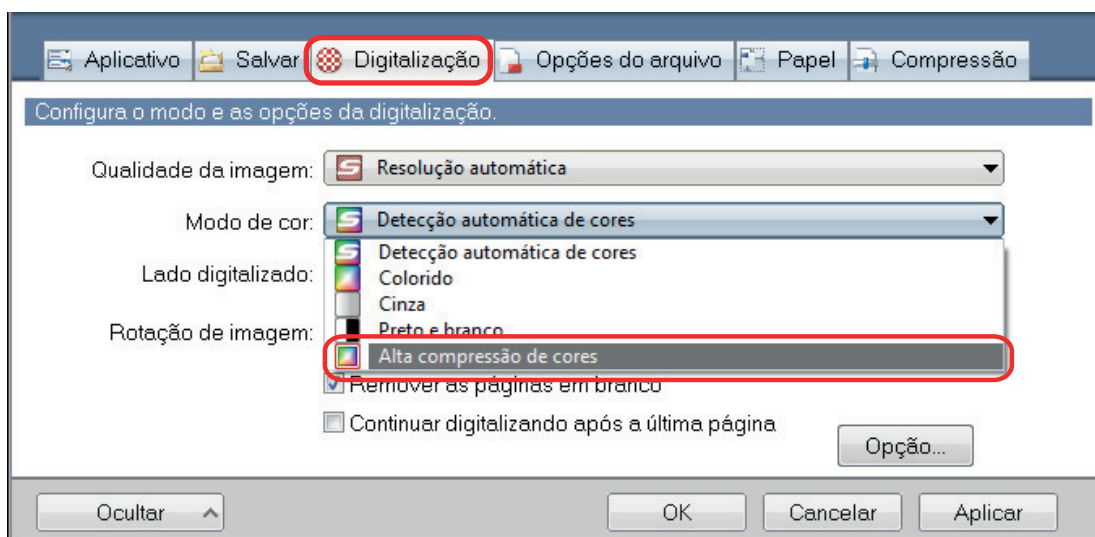 Aplicativo Salvar Digitalização Opções do arquivo Papel Compressão
Configura o modo e as opções da digitalização.
Qualidade da imagem: Resolução automática
Modo de cor: Detecção automática de cores
Detecção automática de cores
Lado digitalizado: Colorido
Cinza
Rotação de imagem: Preto e branco
Alta compressão de cores
Remover as páginas em branco
Continuar digitalizando após a última página
Opção...
Ocultar OK Cancelar Aplicar